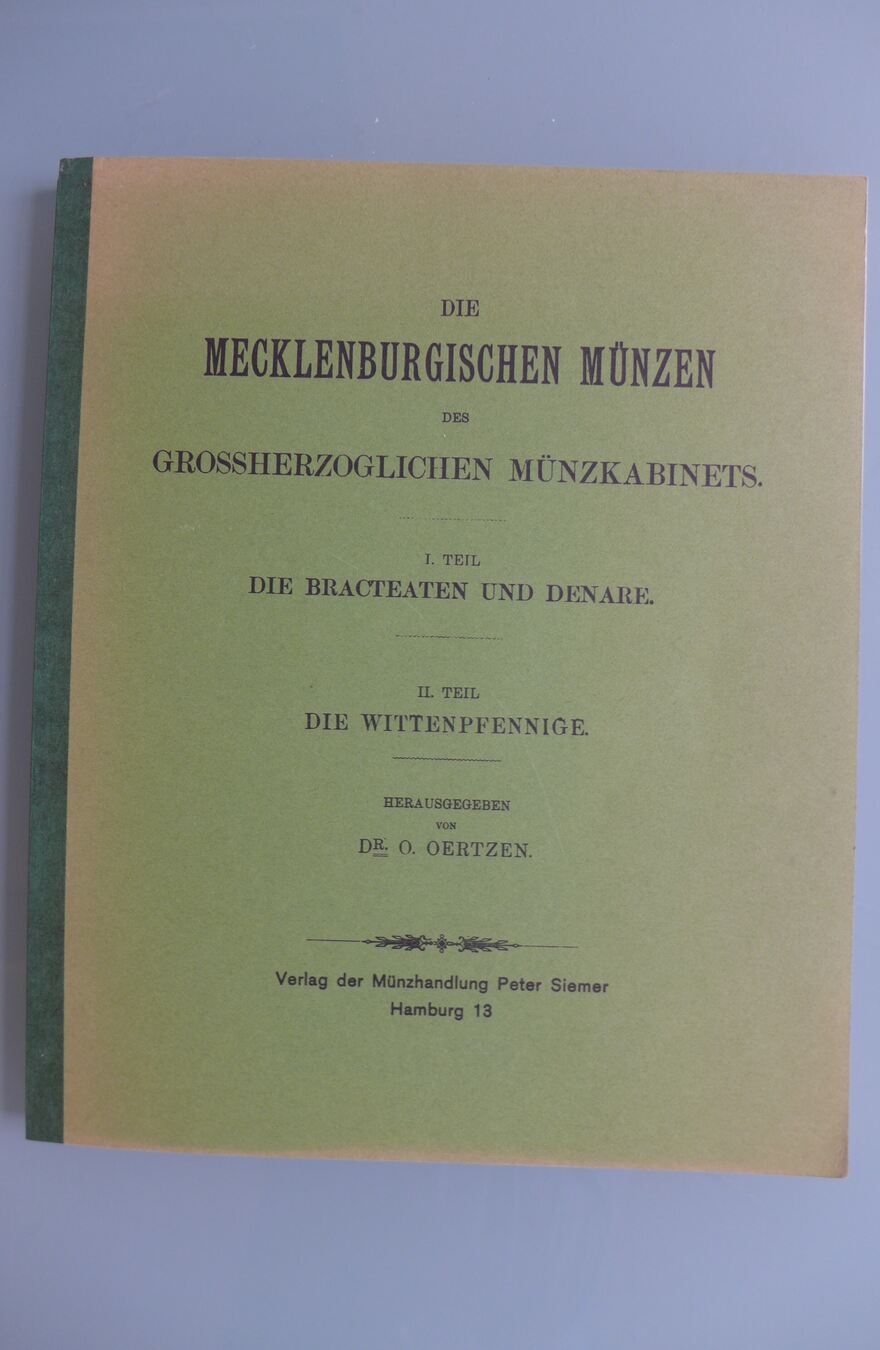 DIE
MECKLENBURGISCHEN MÜNZEN
DES
GROSSHERZOGLICHEN MÜNZKABINETS.
I. TEIL
DIE BRACTEATEN UND DENARE.
II. TEIL
DIE WITTENPFENNIGE.
HERAUSGEGEBEN
VON
DR. O. OERTZEN.
Verlag der Münzhandlung Peter Siemer
Hamburg 13